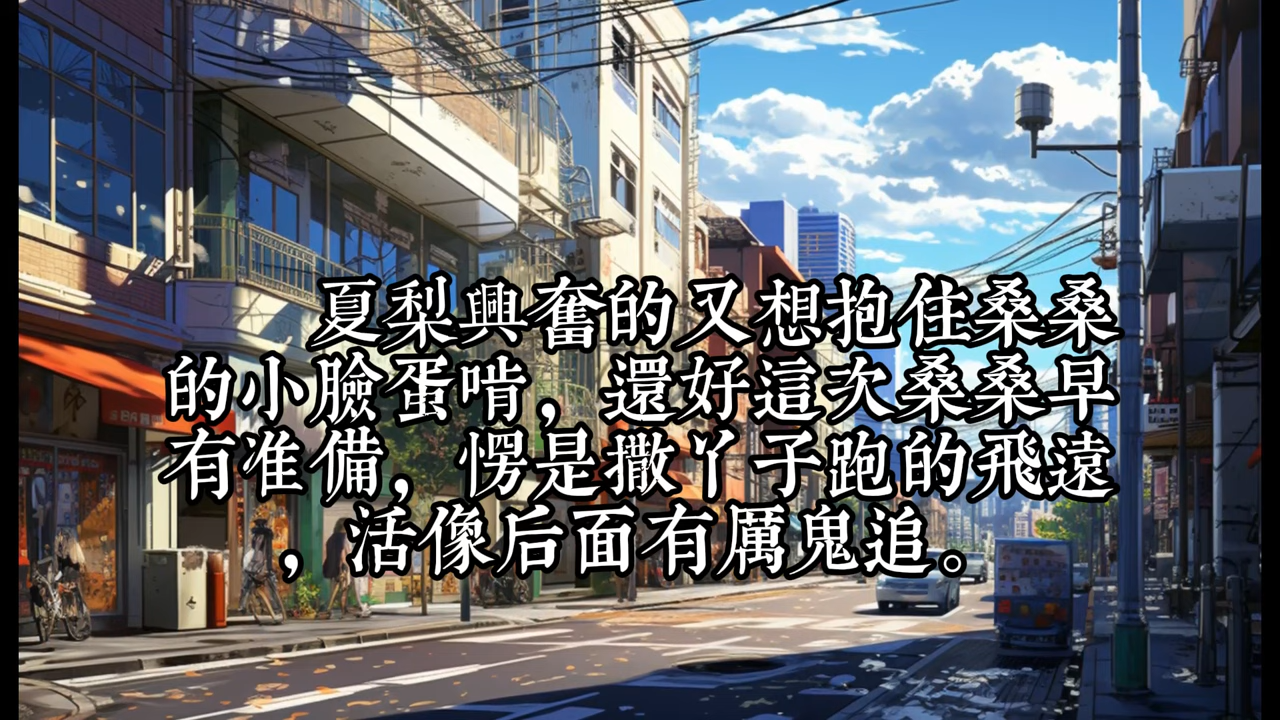 夏梨興奮的又想抱住桑桑
的小臉蛋啃，還好這次桑桑早
有准備，愣是撒丫子跑的飛遠
，活像后面有厲鬼追。